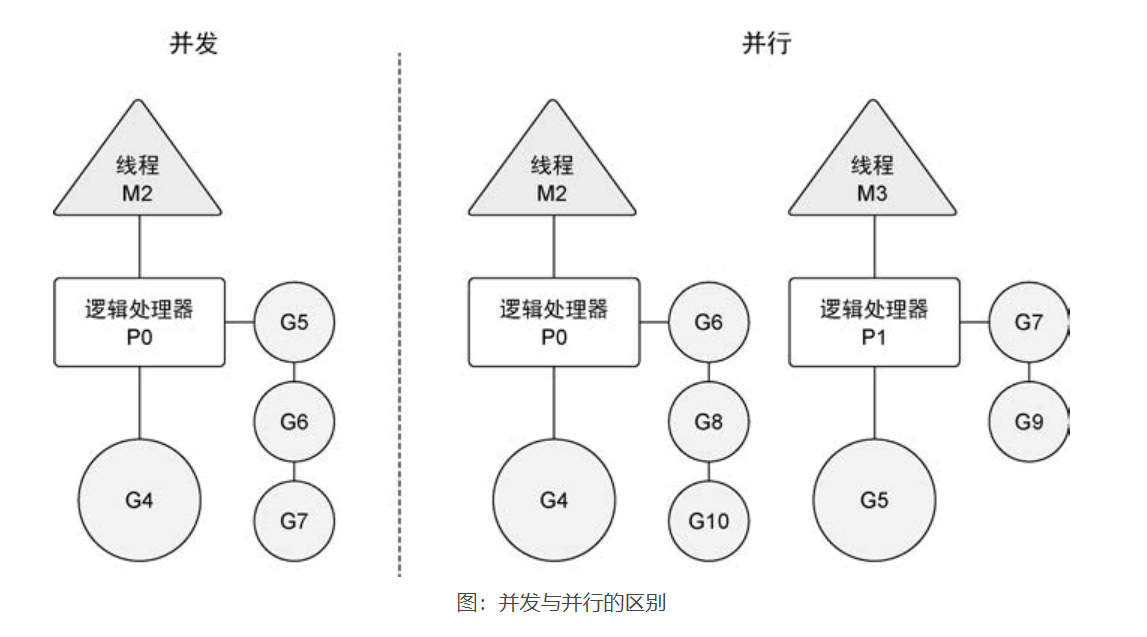 并发
并行
线程
M2
线程
M2
线程
M3
逻辑处理器
P0
G5
G6
G7
G4
逻辑处理器
P0
G6
G8
G10
G4
逻辑处理器
P1
G7
G9
G5
图：并发与并行的区别